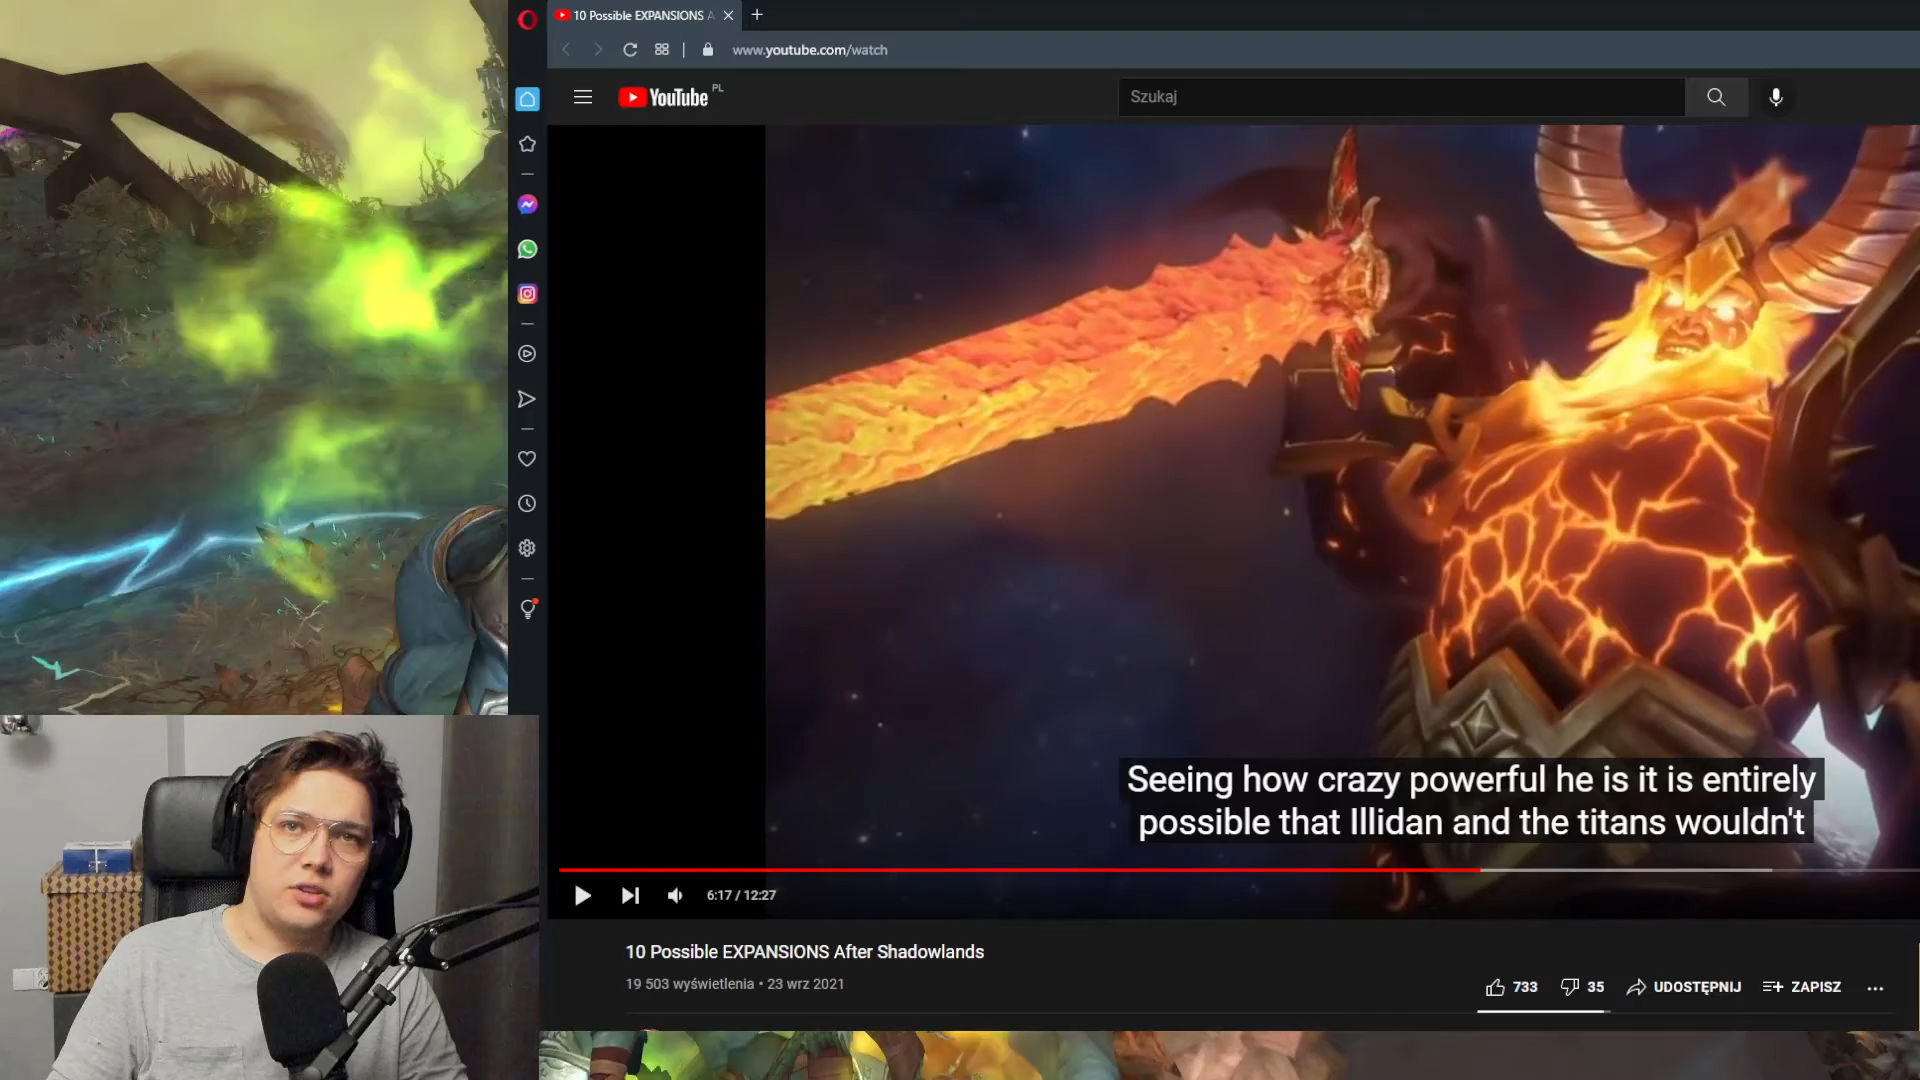 10 Possible EXPANSIONS A
www.youtube.com/watch
YouTube PL
Szukaj
Seeing how crazy powerful he is it is entirely
possible that Illidan and the titans wouldn't
6:17 / 12:27
10 Possible EXPANSIONS After Shadowlands
19 503 wyświetlenia • 23 wrz 2021
733
35
UDOSTĘPNIJ
ZAPISZ